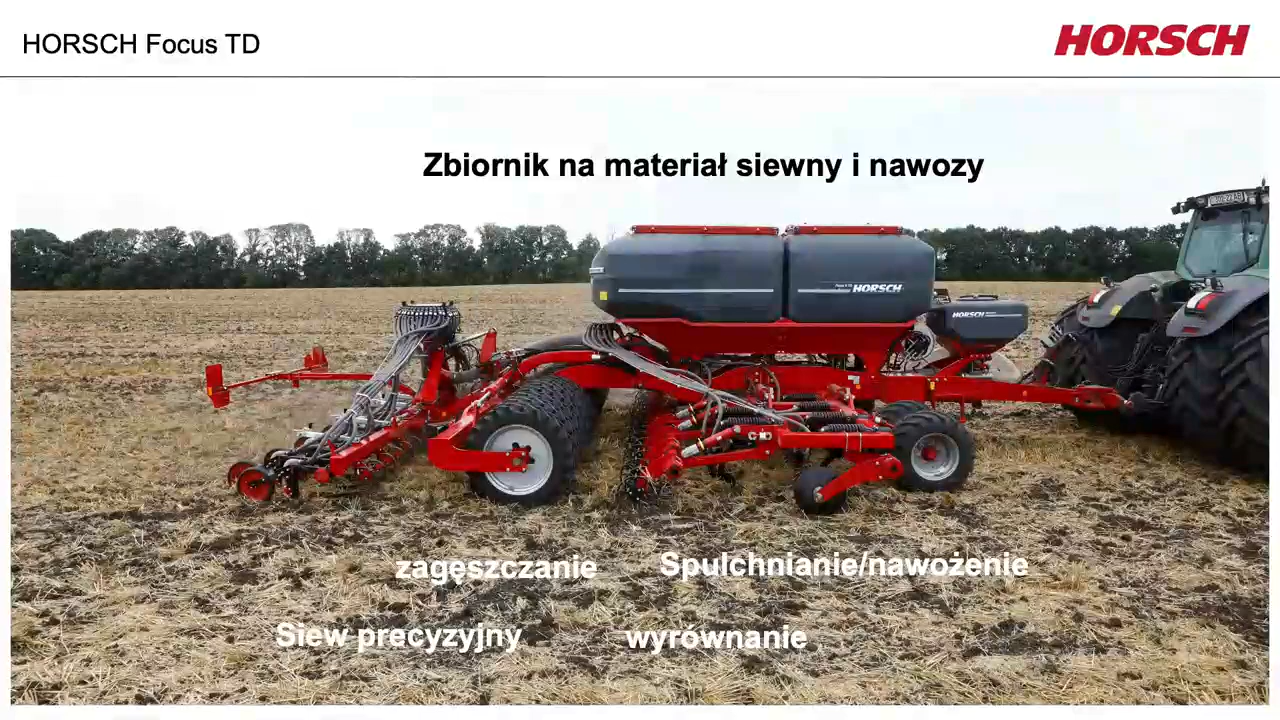 HORSCH Focus TD
HORSCH
Zbiornik na materiał siewny i nawozy
HORSCH
HORSCH
zagęszczanie
Spulchnianie/nawożenie
Siew precyzyjny
wyrównanie